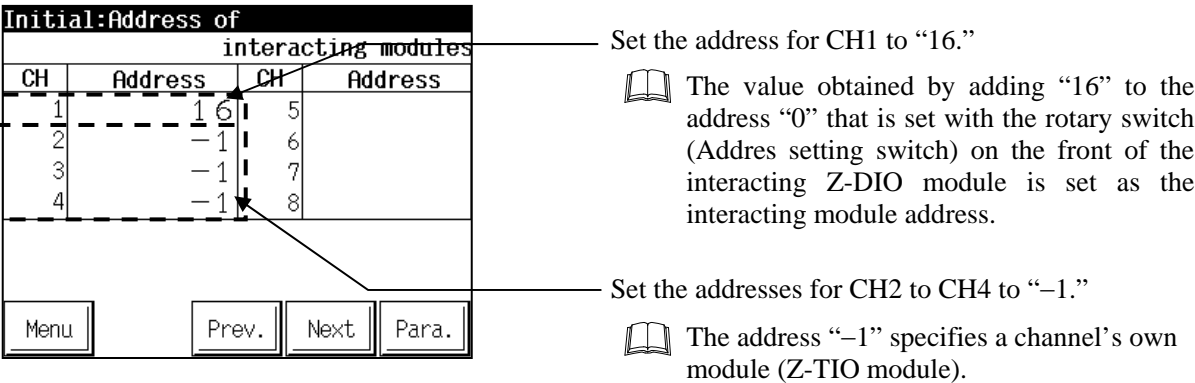 Initial:Address of
interacting modules
CH Address CH Address
1 16 5
2 −1 6
3 −1 7
4 −1 8
Menu Prev. Next Para.
Set the address for CH1 to “16.”
The value obtained by adding “16” to the
address “0” that is set with the rotary switch
(Addres setting switch) on the front of the
interacting Z-DIO module is set as the
interacting module address.
Set the addresses for CH2 to CH4 to “−1.”
The address “−1” specifies a channel’s own
module (Z-TIO module).